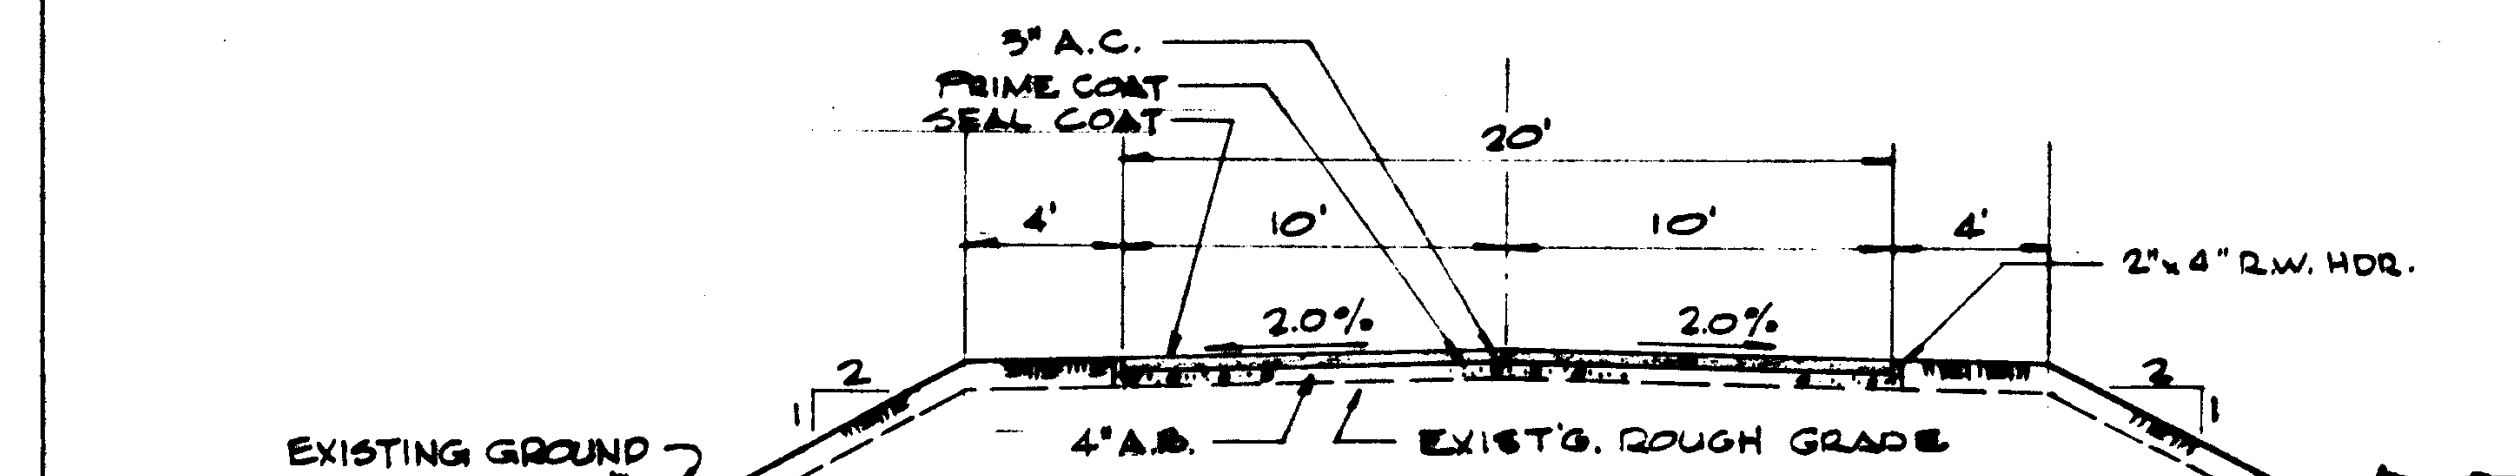 3" A.C.
PRIME COAT
SEAL COAT
20'
4'
10'
10'
4'
2" x 4" R.W. HDR.
2.0%
2.0%
2
1
2
1
EXISTING GROUND
4" A.B.
EXIST'G. ROUGH GRADE